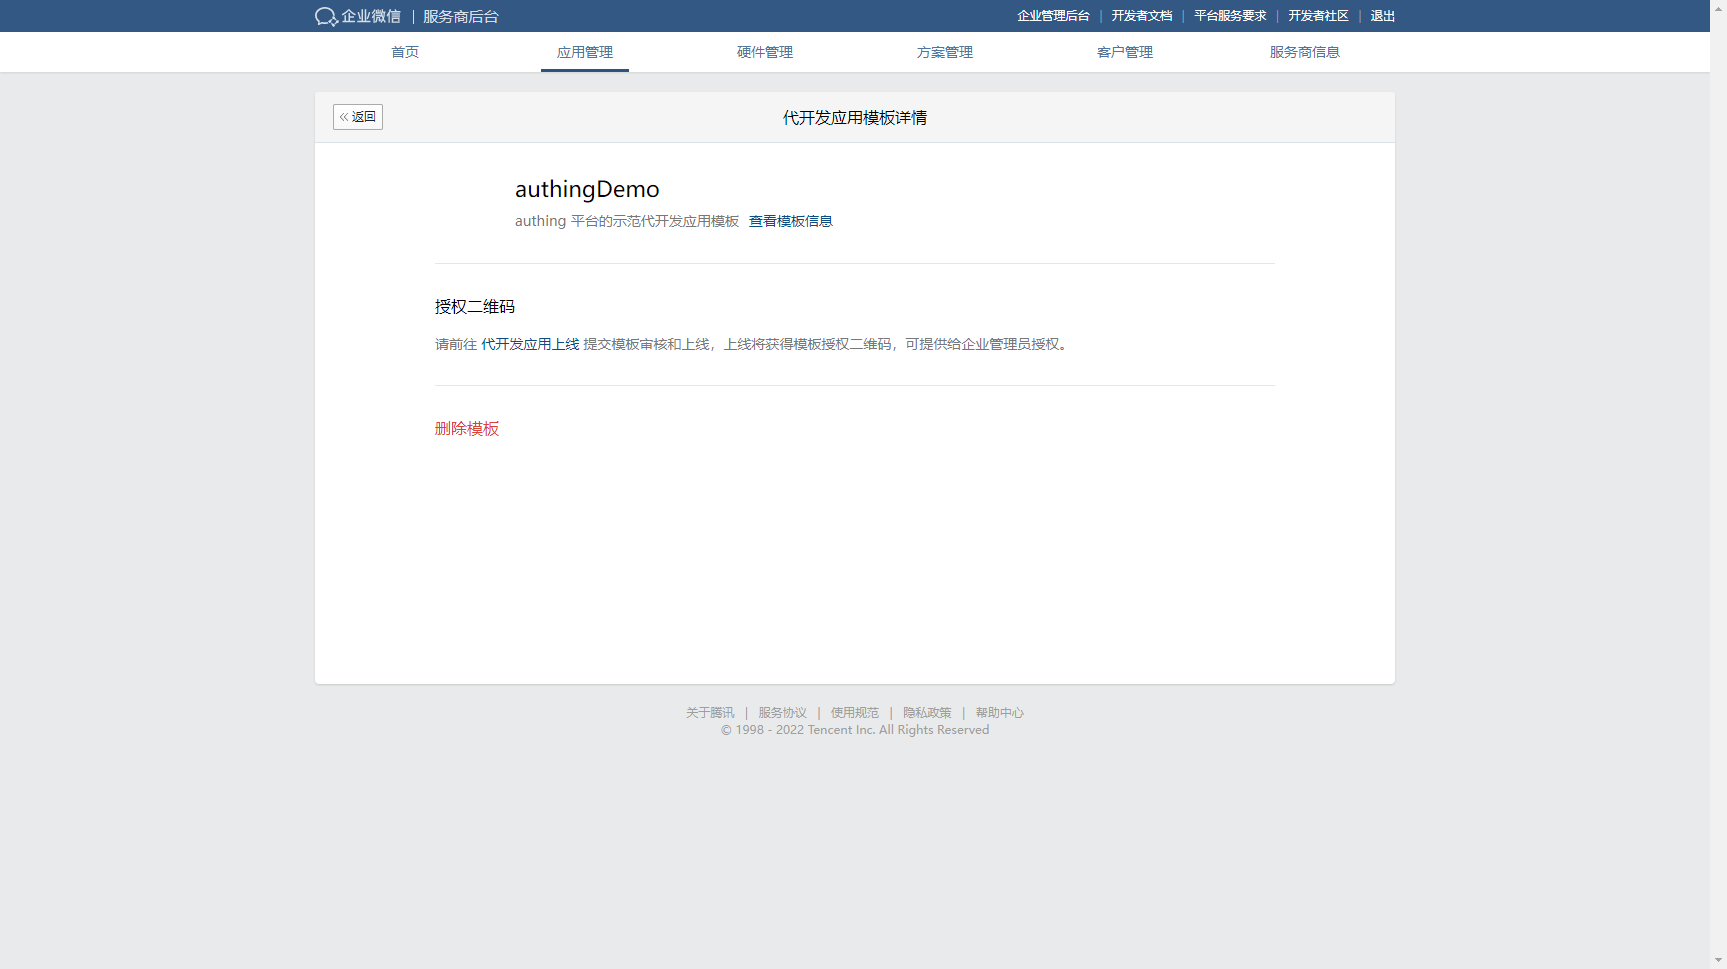 企业微信 | 服务商后台
企业管理后台 | 开发者文档 | 平台服务要求 | 开发者社区 | 退出
首页 应用管理 硬件管理 方案管理 客户管理 服务商信息
返回
代开发应用模板详情
authingDemo
authing 平台的示范代开发应用模板 查看模板信息
授权二维码
请前往 代开发应用上线 提交模板审核和上线，上线将获得模板授权二维码，可提供给企业管理员授权。
删除模板
关于腾讯 | 服务协议 | 使用规范 | 隐私政策 | 帮助中心
© 1998 - 2022 Tencent Inc. All Rights Reserved